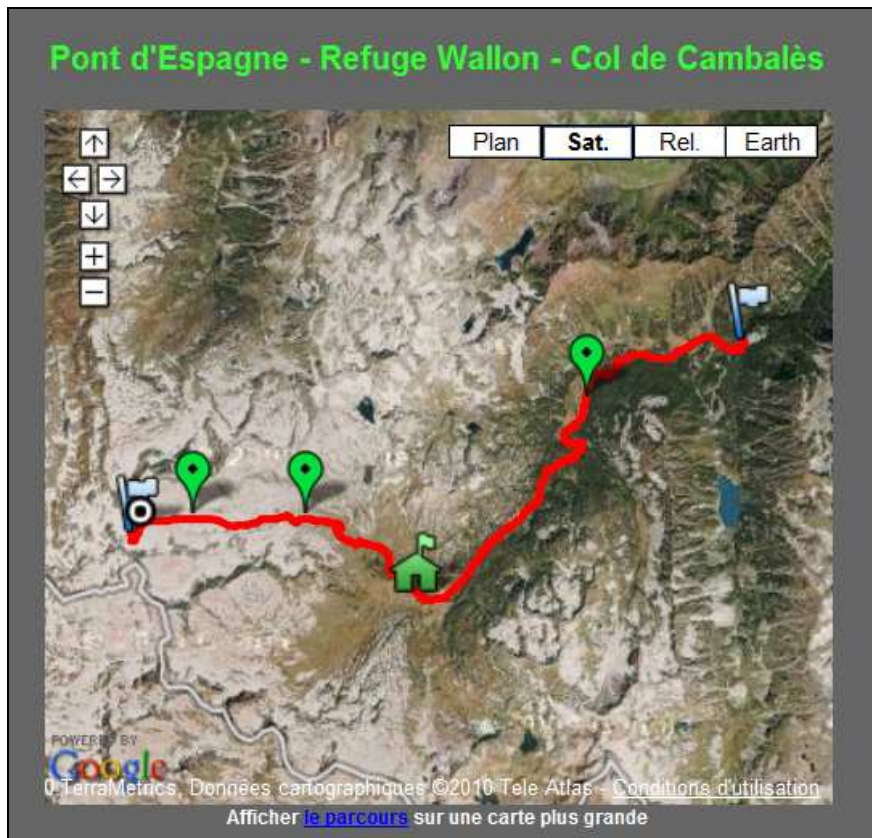 Pont d'Espagne - Refuge Wallon - Col de Cambalès
Plan Sat. Rel. Earth
POWERED BY
Google
0 TerraMetrics, Données cartographiques ©2010 Tele Atlas - Conditions d'utilisation
Afficher le parcours sur une carte plus grande